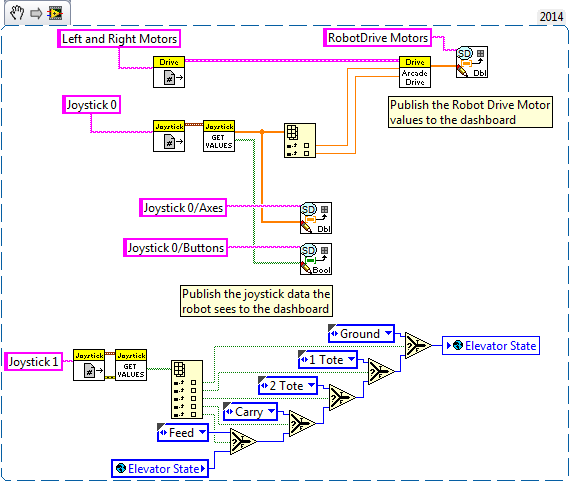 2014
Left and Right Motors
RobotDrive Motors
Drive
Drive
Arcade
Drive
SD
Dbl
Publish the Robot Drive Motor
values to the dashboard
Joystick 0
Joystick
Joystick
GET
VALUES
Joystick 0/Axes
SD
Dbl
Joystick 0/Buttons
SD
Bool
Publish the joystick data the
robot sees to the dashboard
Ground
Elevator State
Joystick 1
Joystick
Joystick
GET
VALUES
1 Tote
2 Tote
Carry
Feed
Elevator State
? T F
? T F
? T F
? T F
? T F